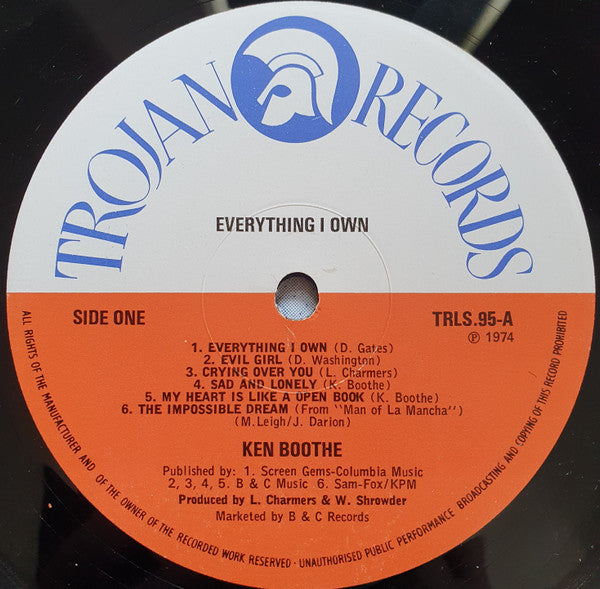 TROJAN RECORDS
EVERYTHING I OWN
SIDE ONE
TRLS.95-A
℗ 1974
1. EVERYTHING I OWN (D. Gates)
2. EVIL GIRL (D. Washington)
3. CRYING OVER YOU (L. Charmers)
4. SAD AND LONELY (K. Boothe)
5. MY HEART IS LIKE A OPEN BOOK (K. Boothe)
6. THE IMPOSSIBLE DREAM (From "Man of La Mancha")
(M.Leigh/J. Darion)
KEN BOOTHE
Published by: 1. Screen Gems-Columbia Music
2, 3, 4, 5. B & C Music 6. Sam-Fox/KPM
Produced by L. Charmers & W. Shrowder
Marketed by B & C Records
ALL RIGHTS OF THE MANUFACTURER AND OF THE OWNER OF THE RECORDED WORK RESERVED · UNAUTHORISED PUBLIC PERFORMANCE BROADCASTING AND COPYING OF THIS RECORD PROHIBITED